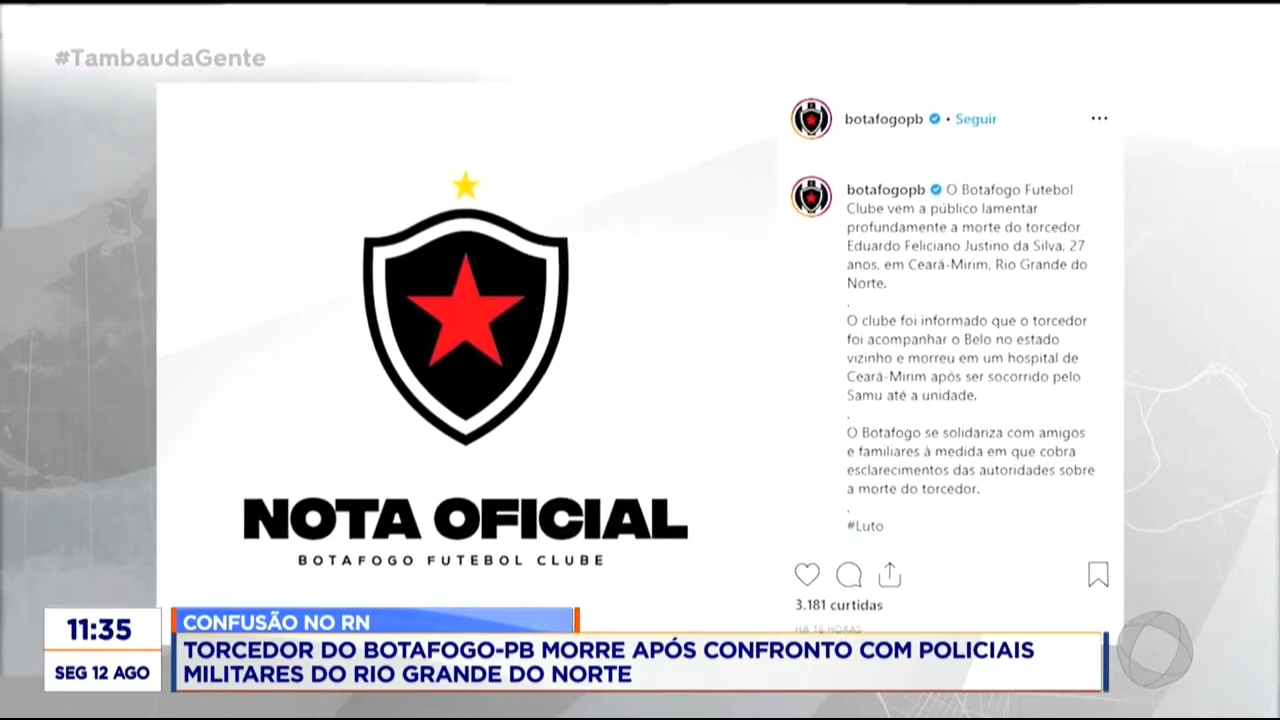 #TambaudaGente
botafogopb • Seguir
botafogopb O Botafogo Futebol
Clube vem a público lamentar
profundamente a morte do torcedor
Eduardo Feliciano Justino da Silva, 27
anos, em Ceará-Mirim, Rio Grande do
Norte.
.
O clube foi informado que o torcedor
foi acompanhar o Belo no estado
vizinho e morreu em um hospital de
Ceará-Mirim após ser socorrido pelo
Samu até a unidade.
.
O Botafogo se solidariza com amigos
e familiares à medida em que cobra
esclarecimentos das autoridades sobre
a morte do torcedor.
.
#Luto
3.181 curtidas
HÁ 16 HORAS
NOTA OFICIAL
BOTAFOGO FUTEBOL CLUBE
11:35
SEG 12 AGO
CONFUSÃO NO RN
TORCEDOR DO BOTAFOGO-PB MORRE APÓS CONFRONTO COM POLICIAIS
MILITARES DO RIO GRANDE DO NORTE